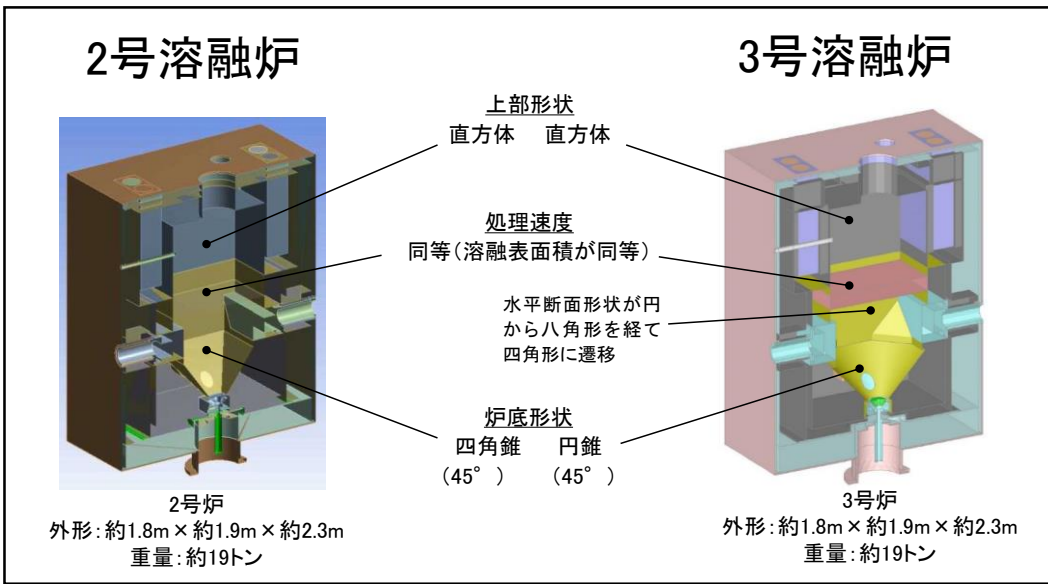 2号溶融炉
3号溶融炉
上部形状
直方体 直方体
処理速度
同等(溶融表面積が同等)
水平断面形状が円
から八角形を経て
四角形に遷移
炉底形状
四角錐 円錐
(45°) (45°)
2号炉
外形:約1.8m×約1.9m×約2.3m
重量:約19トン
3号炉
外形:約1.8m×約1.9m×約2.3m
重量:約19トン